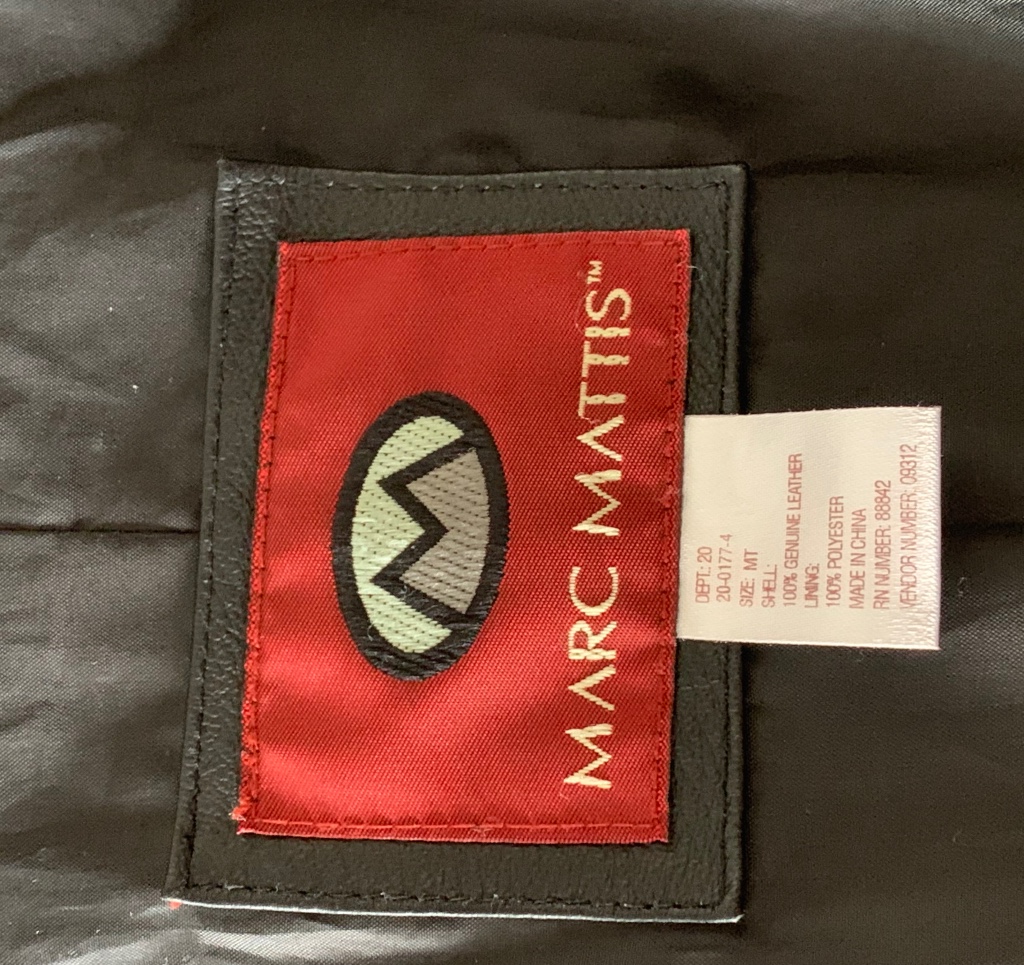 MARC MATTIS™
DEPT: 20
20-0177-4
SIZE: MT
SHELL:
100% GENUINE LEATHER
LINING:
100% POLYESTER
MADE IN CHINA
RN NUMBER: 88842
VENDOR NUMBER: 09312